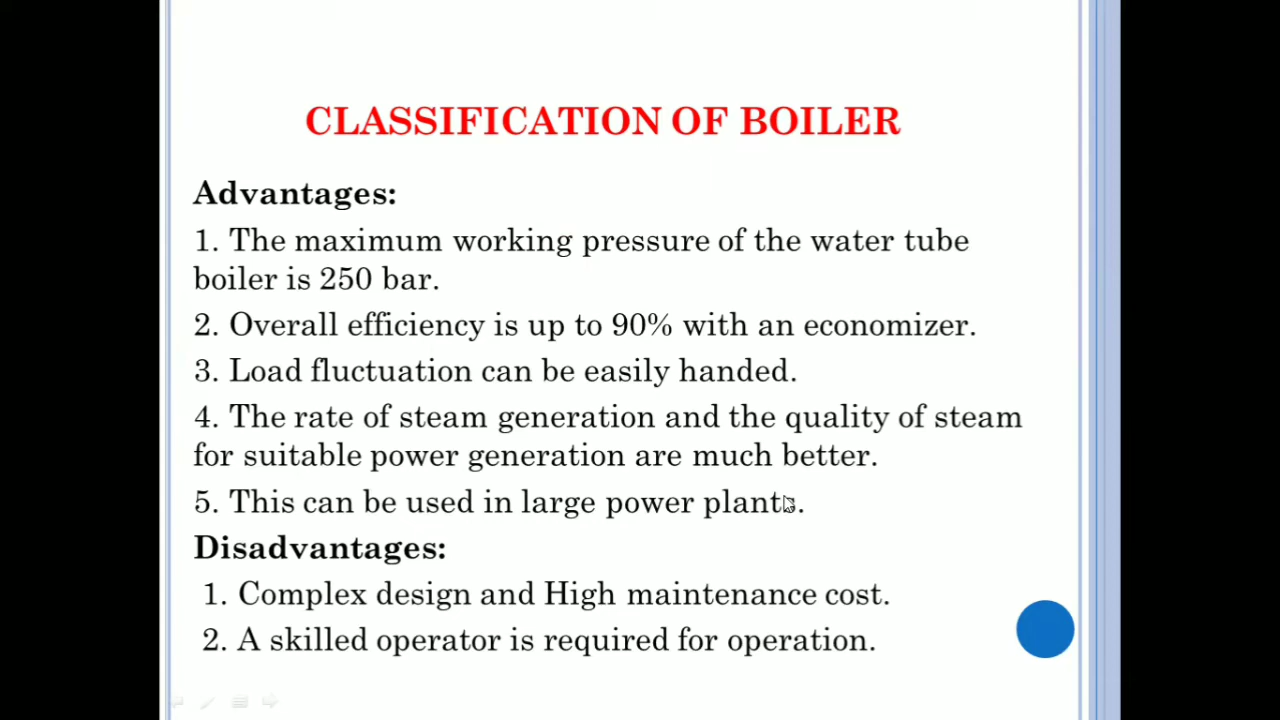 CLASSIFICATION OF BOILER
Advantages:
1. The maximum working pressure of the water tube
boiler is 250 bar.
2. Overall efficiency is up to 90% with an economizer.
3. Load fluctuation can be easily handed.
4. The rate of steam generation and the quality of steam
for suitable power generation are much better.
5. This can be used in large power plants.
Disadvantages:
1. Complex design and High maintenance cost.
2. A skilled operator is required for operation.